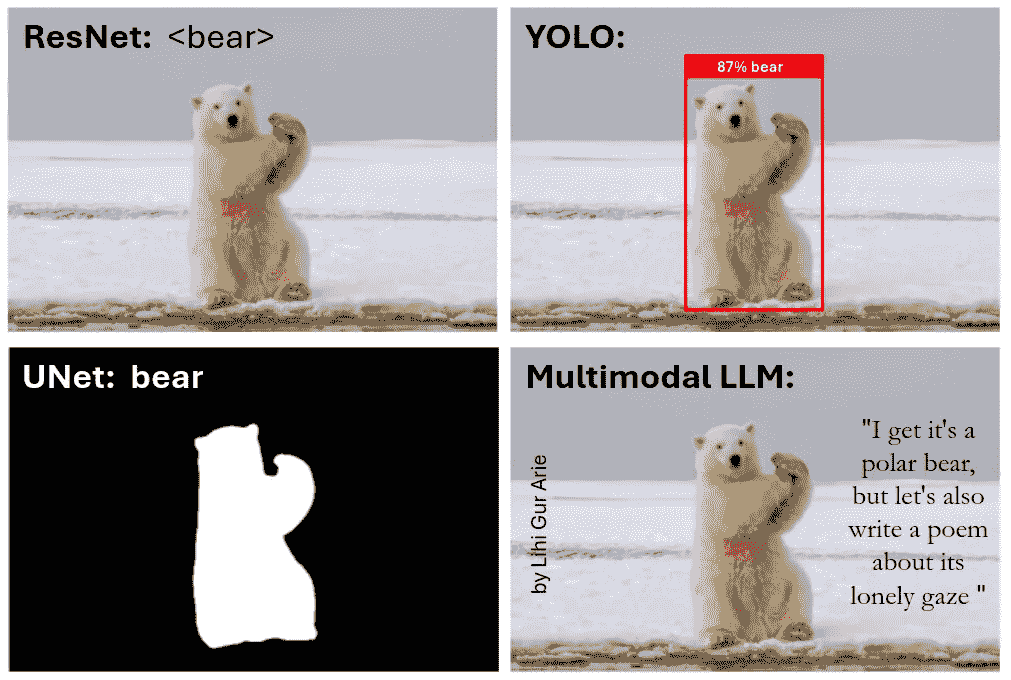 ResNet: <bear>
YOLO:
87% bear
UNet: bear
Multimodal LLM:
"I get it's a
polar bear,
but let's also
write a poem
about its
lonely gaze "
by Lihi Gur Arie